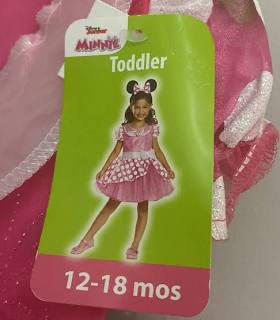 Disney Junior
MINNIE
Toddler
12-18 mos